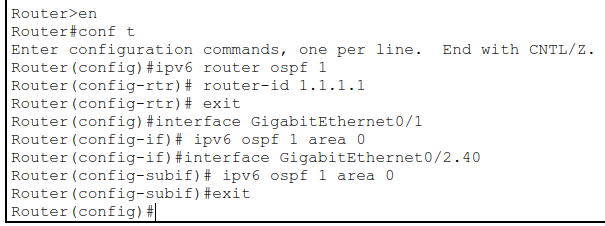 Router>en
Router#conf t
Enter configuration commands, one per line.  End with CNTL/Z.
Router(config)#ipv6 router ospf 1
Router(config-rtr)# router-id 1.1.1.1
Router(config-rtr)# exit
Router(config)#interface GigabitEthernet0/1
Router(config-if)# ipv6 ospf 1 area 0
Router(config-if)#interface GigabitEthernet0/2.40
Router(config-subif)# ipv6 ospf 1 area 0
Router(config-subif)#exit
Router(config)#